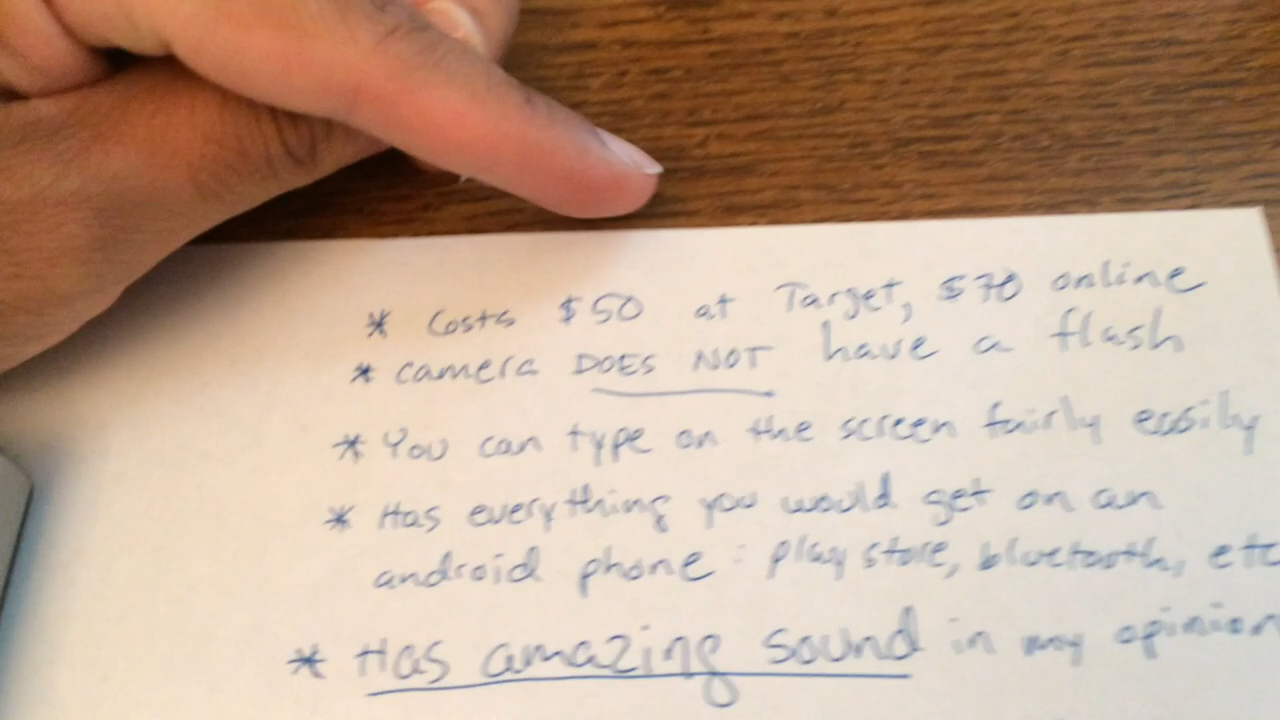 * Costs $50 at Target, $70 online
* camera DOES NOT have a flash
* You can type on the screen fairly easily
* Has everything you would get on an
android phone: play store, bluetooth, etc
* Has amazing sound in my opinion